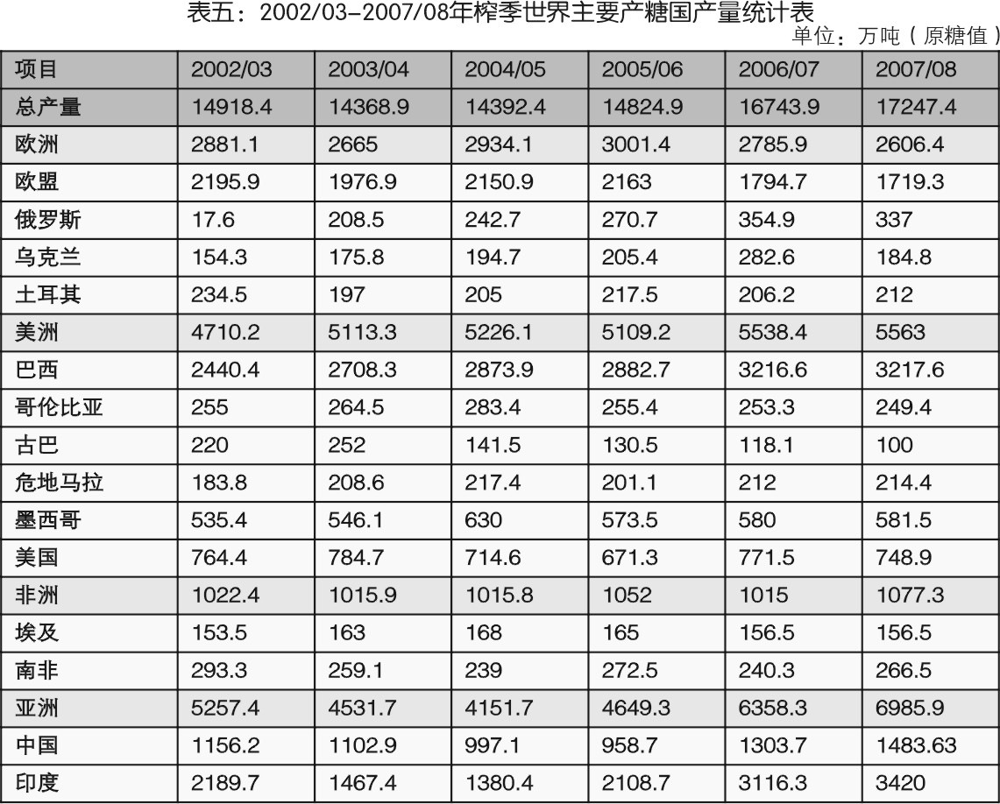 表五：2002/03-2007/08年榨季世界主要产糖国产量统计表
单位：万吨（原糖值）
项目 2002/03 2003/04 2004/05 2005/06 2006/07 2007/08
总产量 14918.4 14368.9 14392.4 14824.9 16743.9 17247.4
欧洲 2881.1 2665 2934.1 3001.4 2785.9 2606.4
欧盟 2195.9 1976.9 2150.9 2163 1794.7 1719.3
俄罗斯 17.6 208.5 242.7 270.7 354.9 337
乌克兰 154.3 175.8 194.7 205.4 282.6 184.8
土耳其 234.5 197 205 217.5 206.2 212
美洲 4710.2 5113.3 5226.1 5109.2 5538.4 5563
巴西 2440.4 2708.3 2873.9 2882.7 3216.6 3217.6
哥伦比亚 255 264.5 283.4 255.4 253.3 249.4
古巴 220 252 141.5 130.5 118.1 100
危地马拉 183.8 208.6 217.4 201.1 212 214.4
墨西哥 535.4 546.1 630 573.5 580 581.5
美国 764.4 784.7 714.6 671.3 771.5 748.9
非洲 1022.4 1015.9 1015.8 1052 1015 1077.3
埃及 153.5 163 168 165 156.5 156.5
南非 293.3 259.1 239 272.5 240.3 266.5
亚洲 5257.4 4531.7 4151.7 4649.3 6358.3 6985.9
中国 1156.2 1102.9 997.1 958.7 1303.7 1483.63
印度 2189.7 1467.4 1380.4 2108.7 3116.3 3420